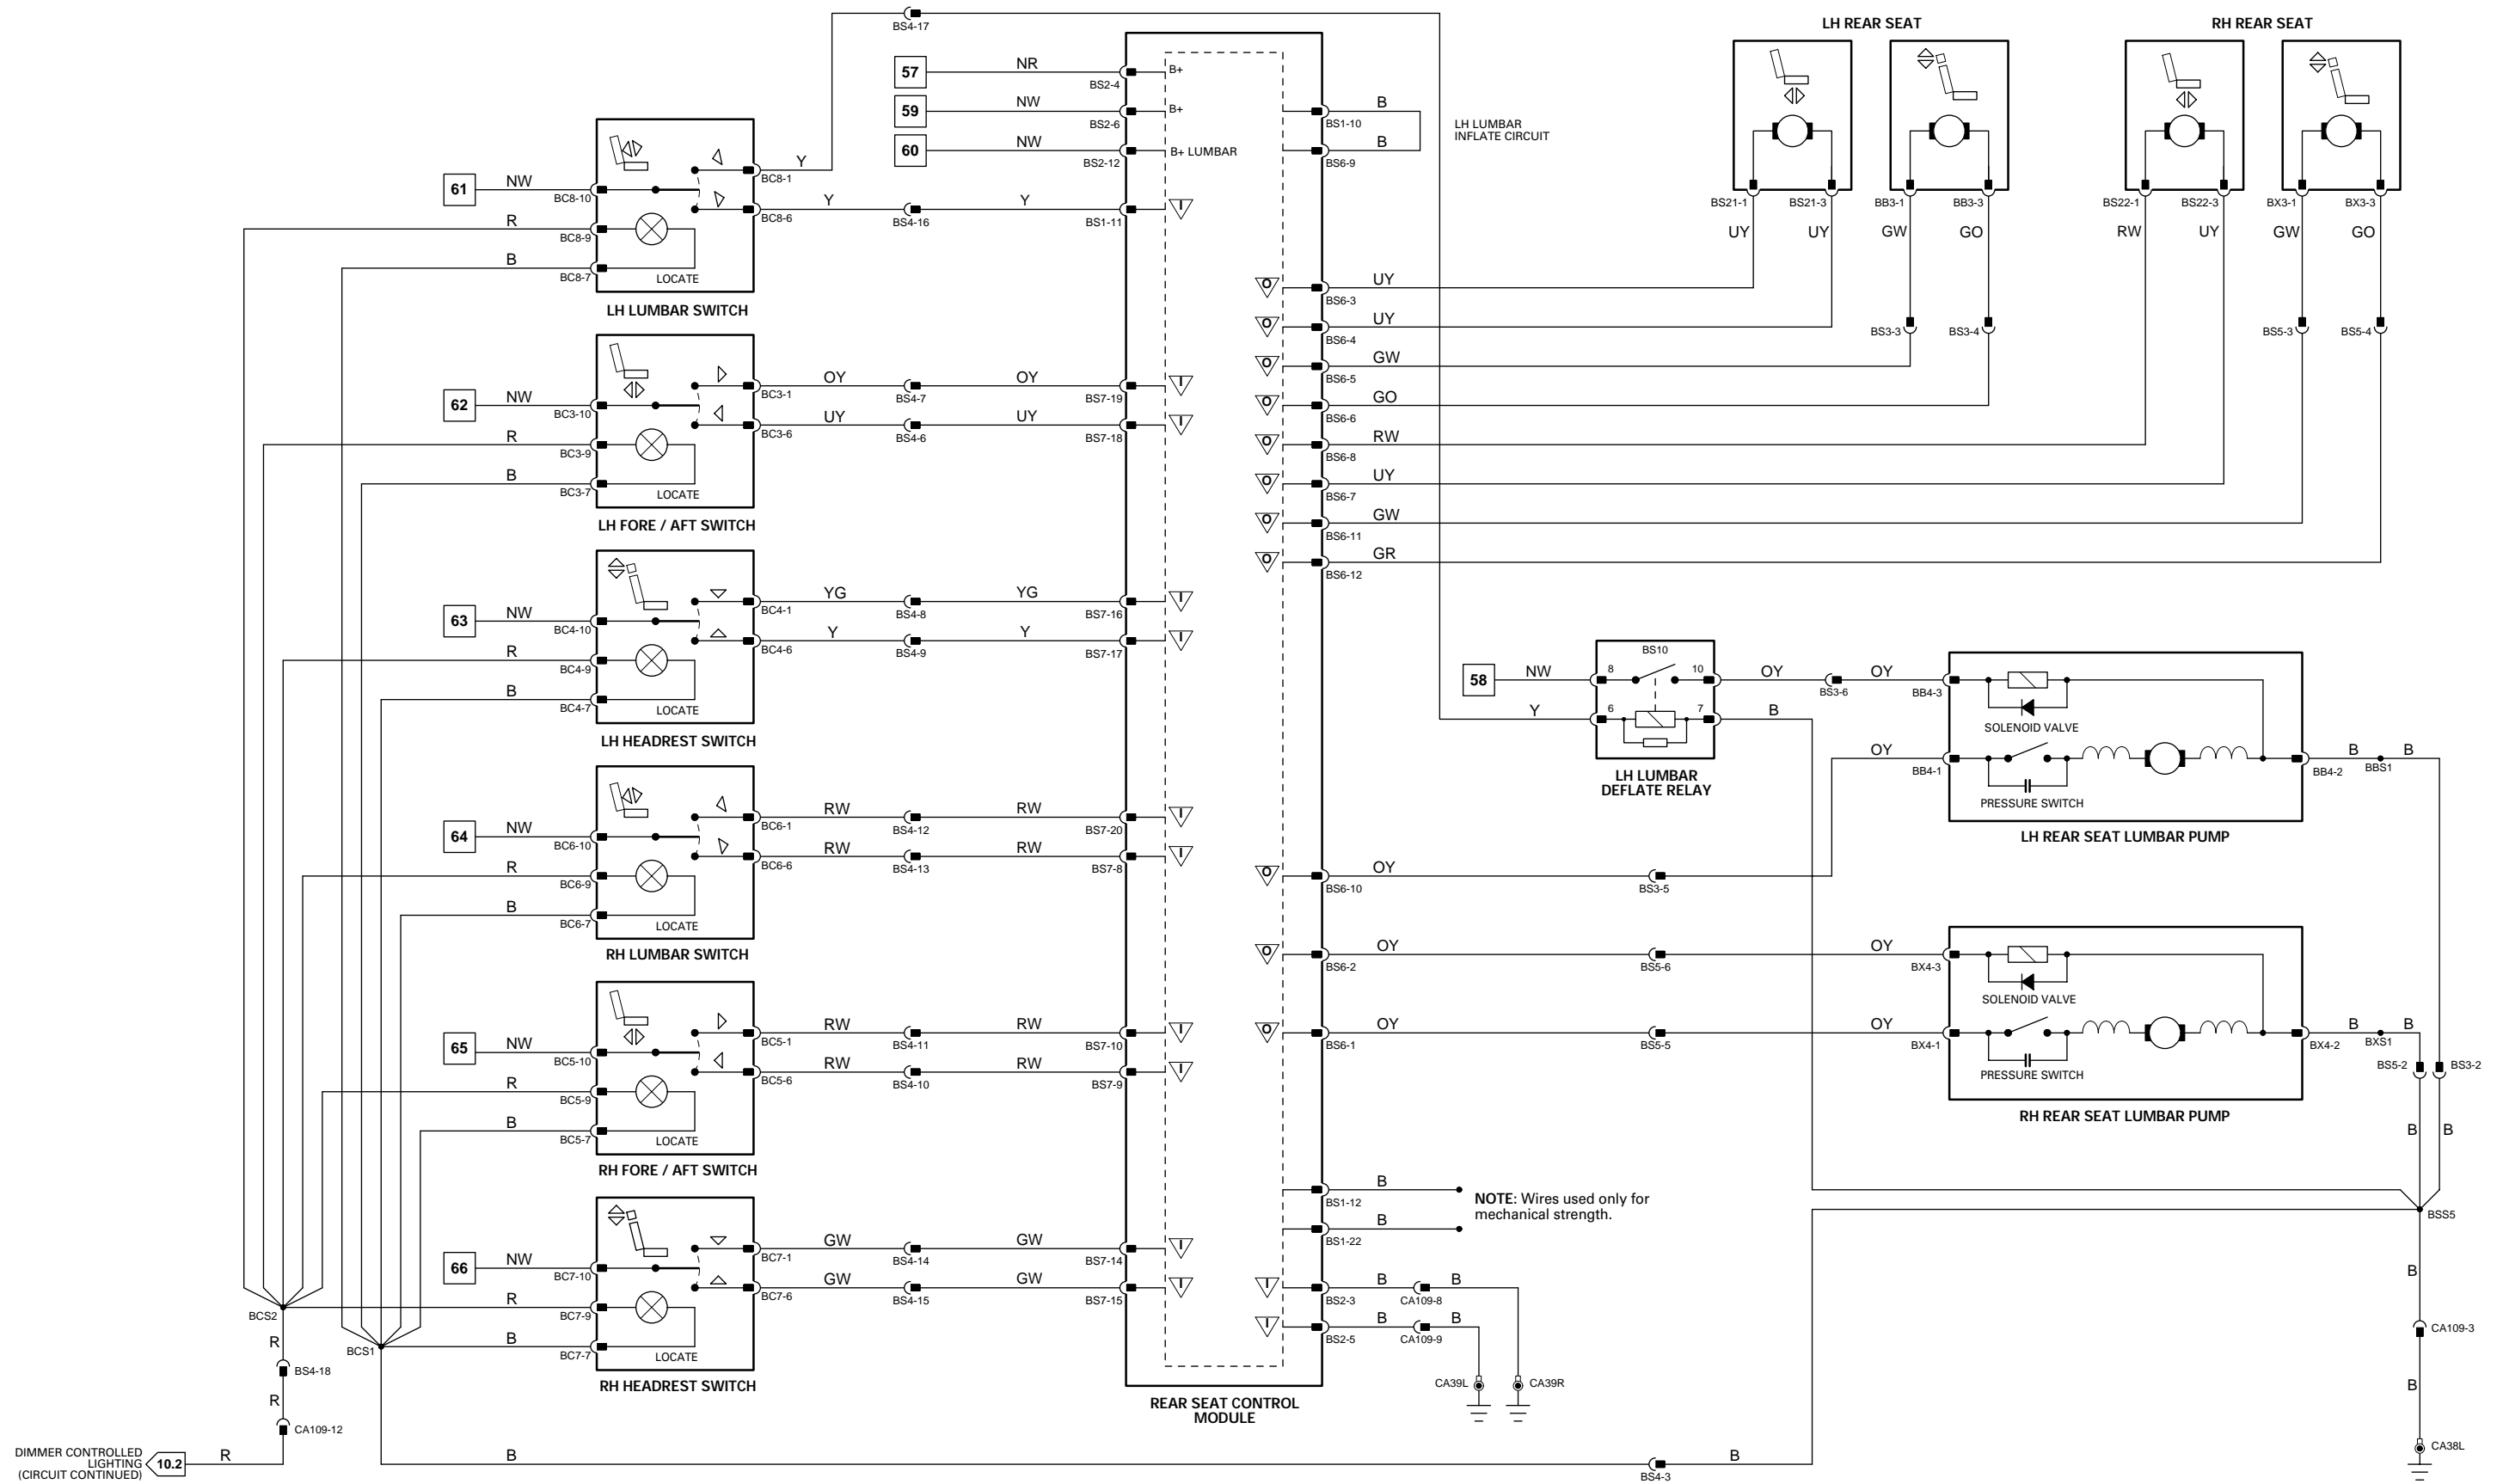 BS4-17
LH REAR SEAT
RH REAR SEAT
57 NR BS2-4 B+
59 NW BS2-6 B+
60 NW BS2-12 B+ LUMBAR
B BS1-10
B BS6-9
LH LUMBAR
INFLATE CIRCUIT
61 NW BC8-10
R BC8-9
B BC8-7
LOCATE
BC8-1 Y
BC8-6 Y BS4-16 Y BS1-11 I
LH LUMBAR SWITCH
BS21-1 BS21-3 BB3-1 BB3-3 BS22-1 BS22-3 BX3-1 BX3-3
UY UY GW GO RW UY GW GO
BS3-3 BS3-4 BS5-3 BS5-4
O BS6-3 UY
O BS6-4 UY
O BS6-5 GW
O BS6-6 GO
O BS6-8 RW
O BS6-7 UY
O BS6-11 GW
O BS6-12 GR
62 NW BC3-10
R BC3-9
B BC3-7
LOCATE
BC3-1 OY BS4-7 OY BS7-19 I
BC3-6 UY BS4-6 UY BS7-18 I
LH FORE / AFT SWITCH
63 NW BC4-10
R BC4-9
B BC4-7
LOCATE
BC4-1 YG BS4-8 YG BS7-16 I
BC4-6 Y BS4-9 Y BS7-17 I
LH HEADREST SWITCH
58 NW
Y
BS10
8 10
6 7
OY BS3-6 OY BB4-3
B
LH LUMBAR
DEFLATE RELAY
SOLENOID VALVE
OY BB4-1
PRESSURE SWITCH
BB4-2 B BBS1 B
LH REAR SEAT LUMBAR PUMP
64 NW BC6-10
R BC6-9
B BC6-7
LOCATE
BC6-1 RW BS4-12 RW BS7-20 I
BC6-6 RW BS4-13 RW BS7-8 I
RH LUMBAR SWITCH
O BS6-10 OY BS3-5
O BS6-2 OY BS5-6 OY BX4-3
O BS6-1 OY BS5-5 OY BX4-1
SOLENOID VALVE
PRESSURE SWITCH
BX4-2 B BXS1 B
BS5-2 BS3-2
RH REAR SEAT LUMBAR PUMP
B B
65 NW BC5-10
R BC5-9
B BC5-7
LOCATE
BC5-1 RW BS4-11 RW BS7-10 I
BC5-6 RW BS4-10 RW BS7-9 I
RH FORE / AFT SWITCH
BS1-12 B
BS1-22 B
NOTE: Wires used only for
mechanical strength.
BSS5
66 NW BC7-10
R BC7-9
B BC7-7
LOCATE
BC7-1 GW BS4-14 GW BS7-14 I
BC7-6 GW BS4-15 GW BS7-15 I
RH HEADREST SWITCH
I BS2-3 B CA109-8 B
I BS2-5 B CA109-9 B
CA39L CA39R
REAR SEAT CONTROL
MODULE
B
CA109-3
B
CA38L
BCS2
R
BS4-18
R
CA109-12
BCS1
DIMMER CONTROLLED
LIGHTING
(CIRCUIT CONTINUED)
10.2 R
B BS4-3 B